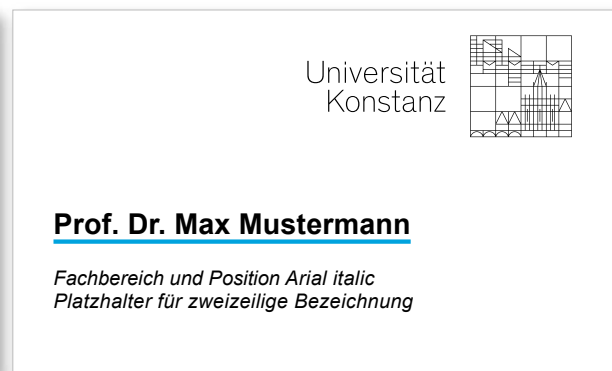 Universität
Konstanz
Prof. Dr. Max Mustermann
Fachbereich und Position Arial italic
Platzhalter für zweizeilige Bezeichnung